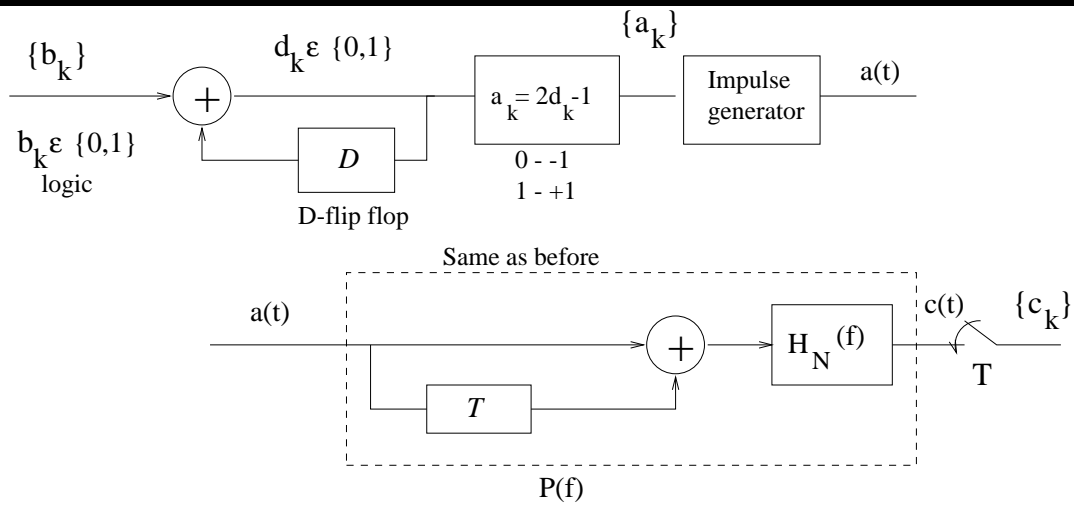 {b_k}
d_k ε {0,1}
{a_k}
+
a_k = 2d_k-1
Impulse
generator
a(t)
b_k ε {0,1}
logic
D
0 - -1
1 - +1
D-flip flop
Same as before
a(t)
+
H_N(f)
c(t)
{c_k}
T
T
P(f)